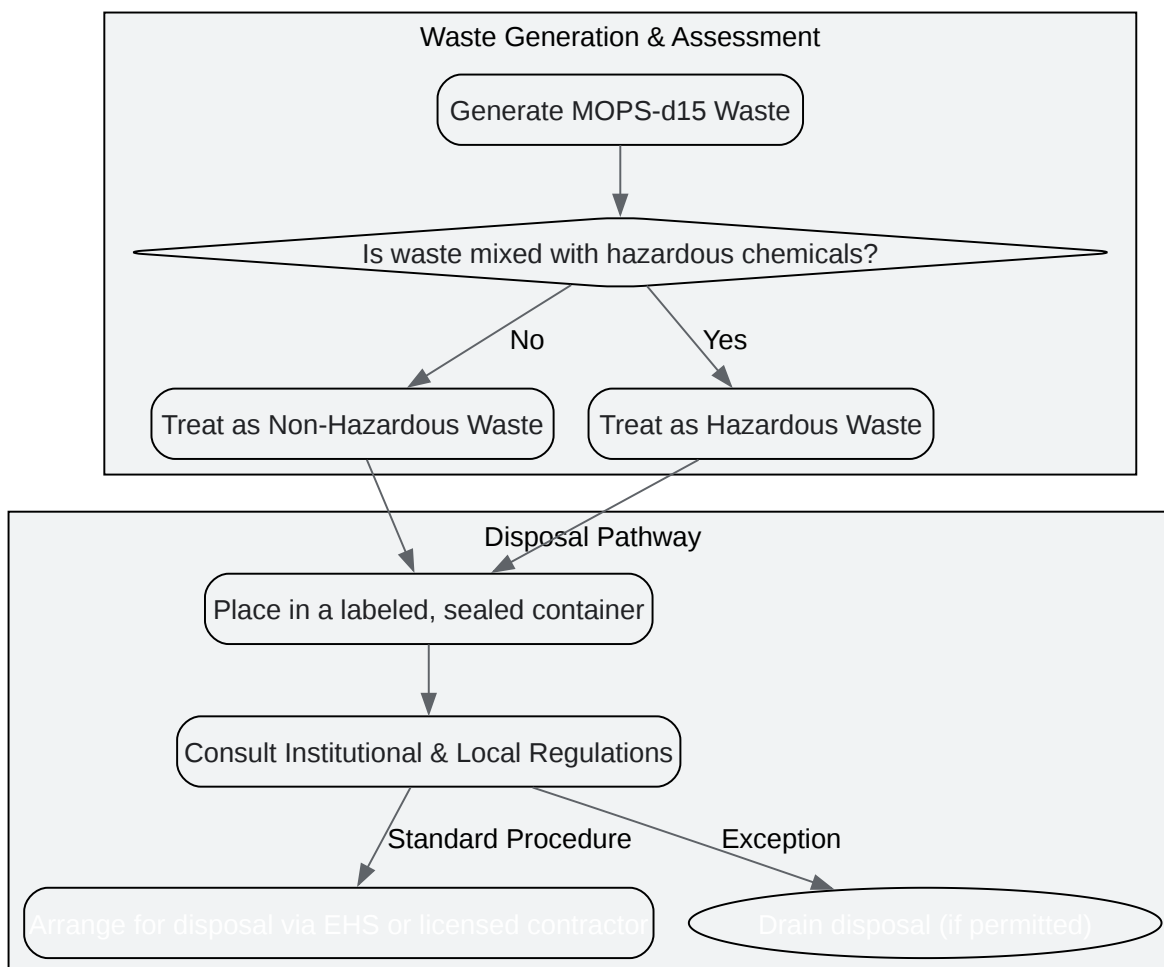 Waste Generation & Assessment
Generate MOPS-d15 Waste
Is waste mixed with hazardous chemicals?
No
Yes
Treat as Non-Hazardous Waste
Treat as Hazardous Waste
Disposal Pathway
Place in a labeled, sealed container
Consult Institutional & Local Regulations
Standard Procedure
Exception
Arrange for disposal via EHS or licensed contractor
Drain disposal (if permitted)